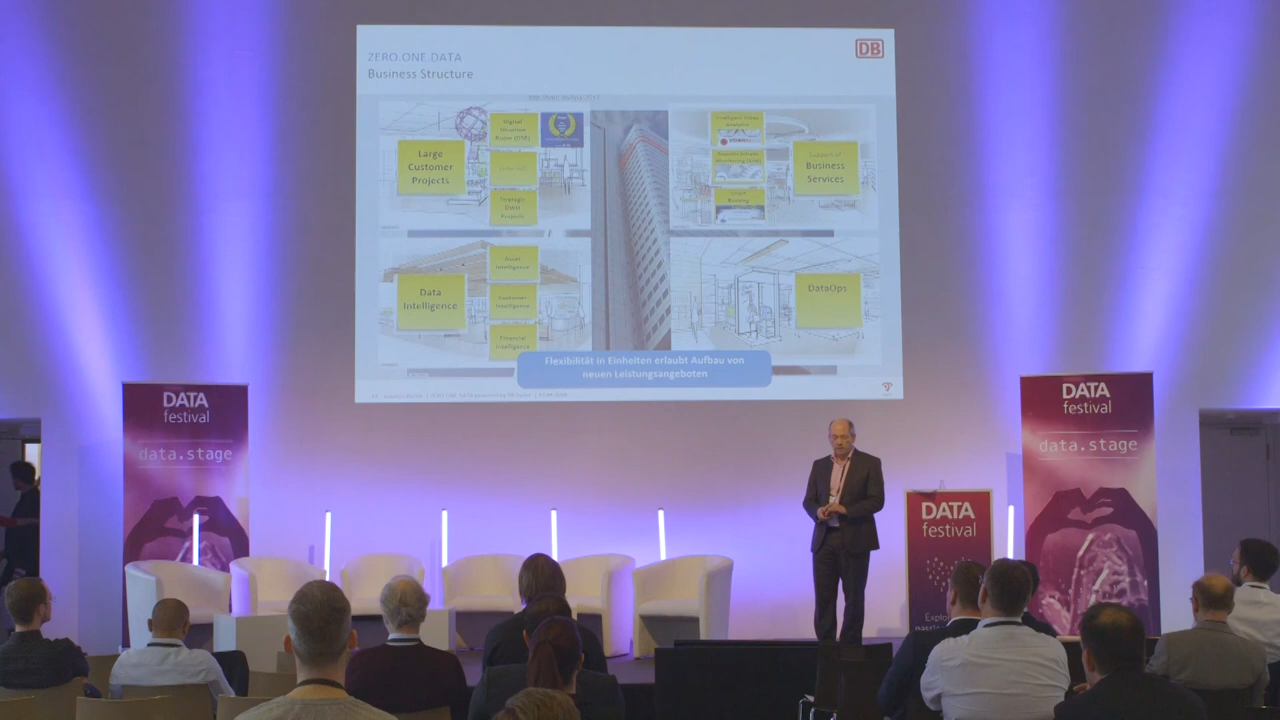 ZERO.ONE.DATA
Business Structure
DB
Large
Customer
Projects
Digital
Situation
Room (DSR)
Strategic
DWH
Projects
Data
Intelligence
Asset
Intelligence
Customer
Intelligence
Financial
Intelligence
Support of
Business
Services
DataOps
Flexibilität in Einheiten erlaubt Aufbau von
neuen Leistungsangeboten
DATA
festival
data.stage
DATA
festival
data.stage
DATA
festival